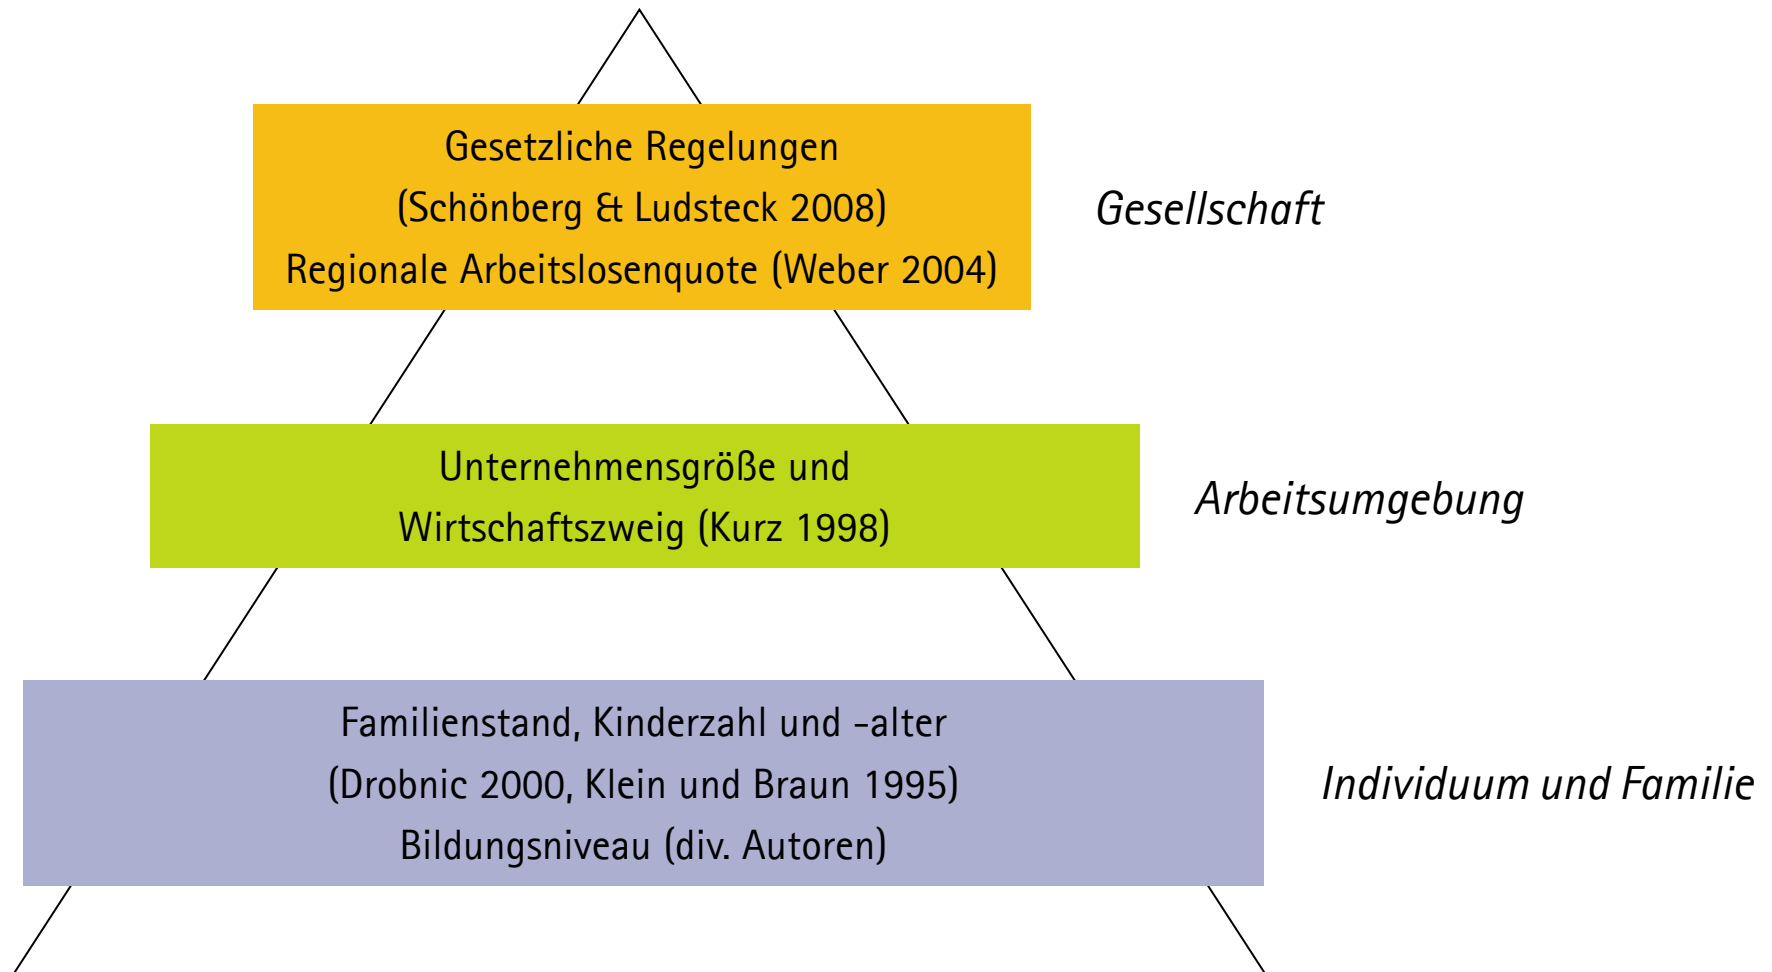 Gesetzliche Regelungen
(Schönberg & Ludsteck 2008)
Regionale Arbeitslosenquote (Weber 2004)
Gesellschaft
Unternehmensgröße und
Wirtschaftszweig (Kurz 1998)
Arbeitsumgebung
Familienstand, Kinderzahl und -alter
(Drobnic 2000, Klein und Braun 1995)
Bildungsniveau (div. Autoren)
Individuum und Familie